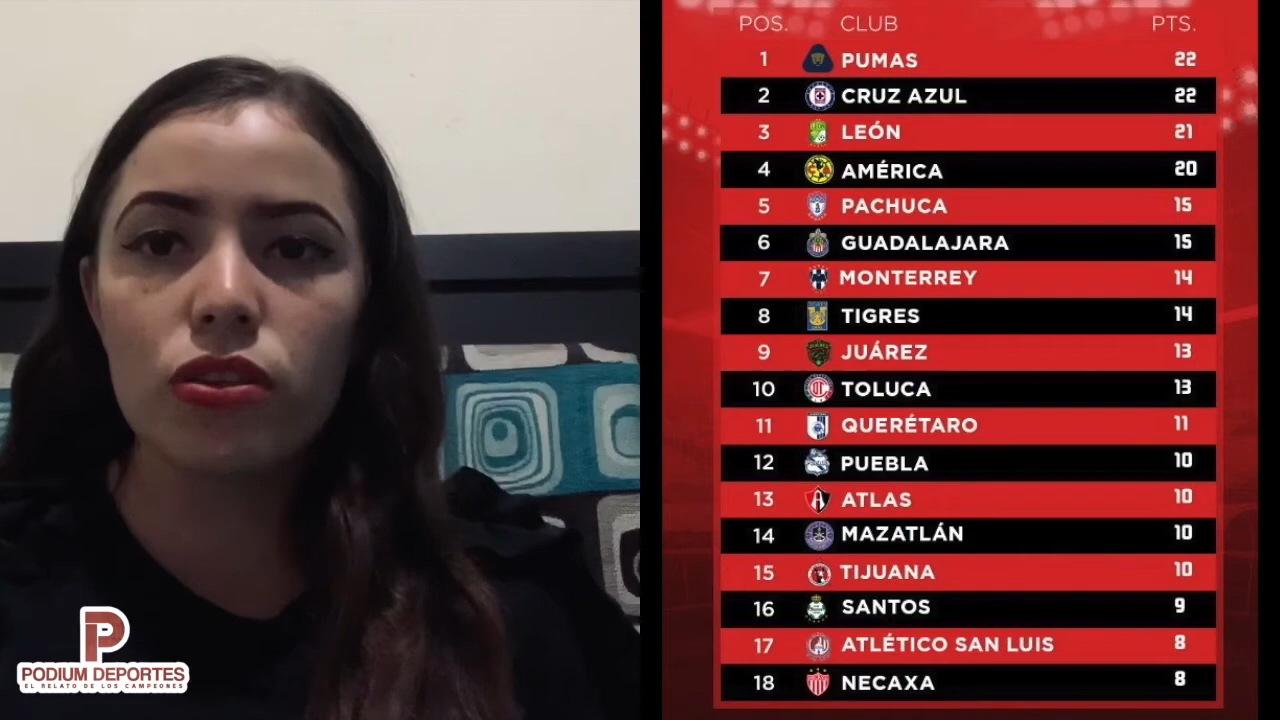 POS. CLUB PTS.
1 PUMAS 22
2 CRUZ AZUL 22
3 LEÓN 21
4 AMÉRICA 20
5 PACHUCA 15
6 GUADALAJARA 15
7 MONTERREY 14
8 TIGRES 14
9 JUÁREZ 13
10 TOLUCA 13
11 QUERÉTARO 11
12 PUEBLA 10
13 ATLAS 10
14 MAZATLÁN 10
15 TIJUANA 10
16 SANTOS 9
17 ATLÉTICO SAN LUIS 8
18 NECAXA 8
P
PODIUM DEPORTES
EL RELATO DE LOS CAMPEONES